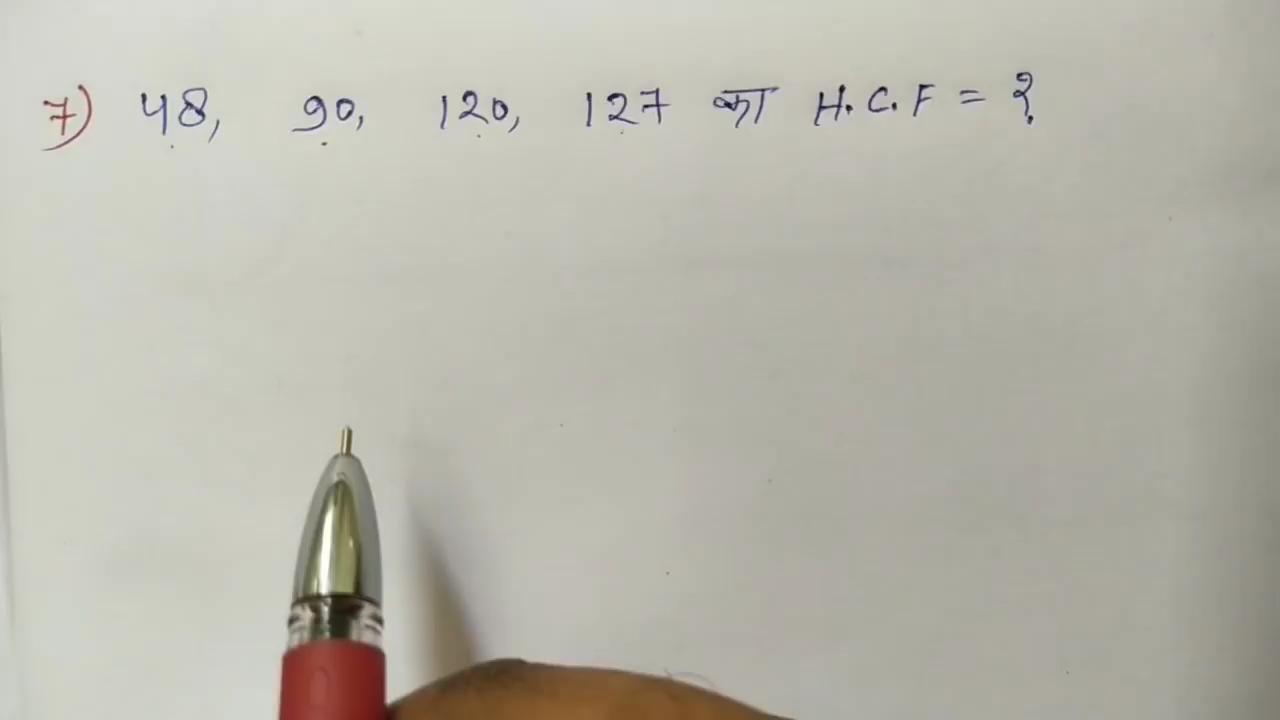 7) 48, 90, 120, 127 का H.C.F = ?